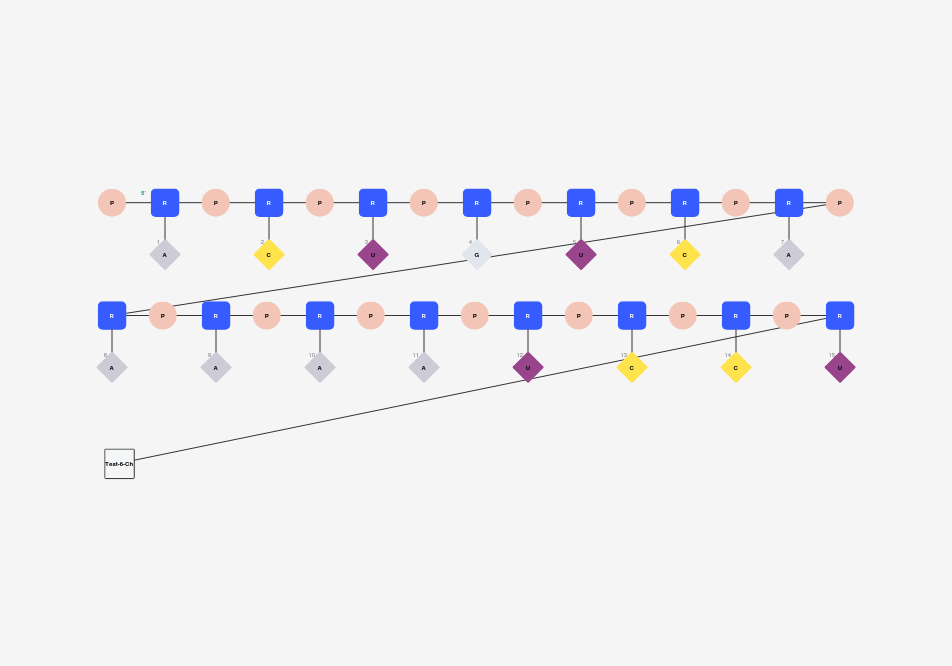 5'
P R P R P R P R P R P R P R P
1 2 3 4 5 6 7
A C U G U C A
R P R P R P R P R P R P R P R
8 9 10 11 12 13 14 15
A A A A U C C U
Test-6-Ch